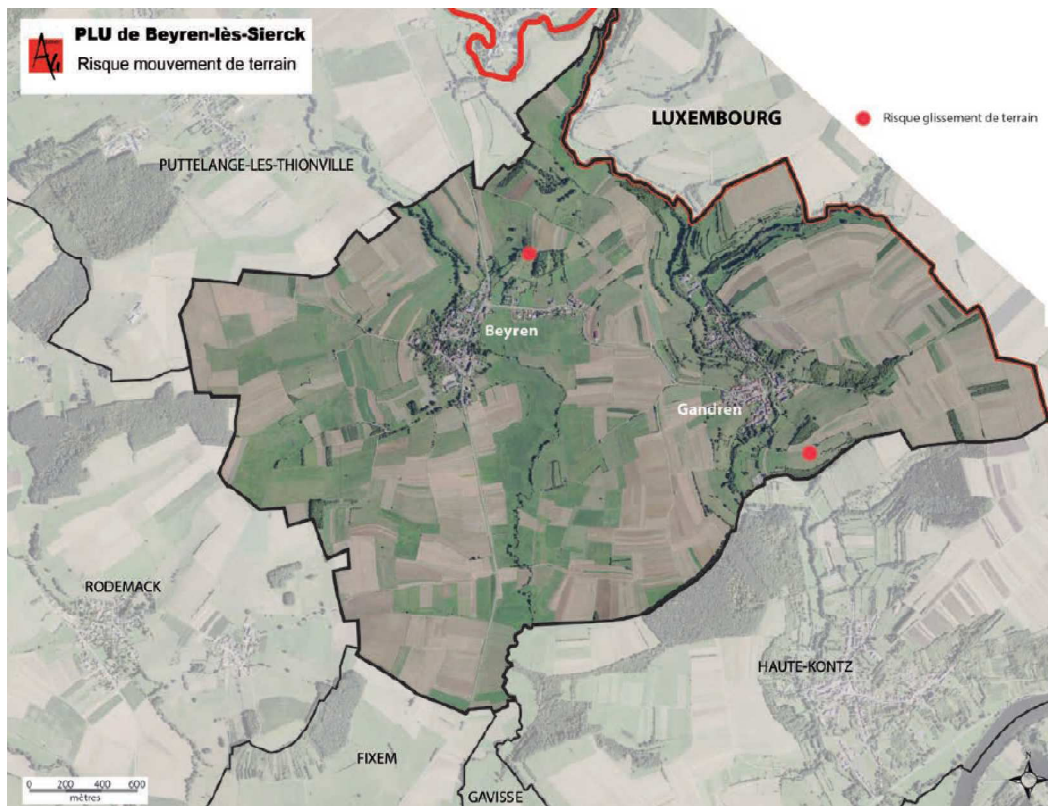 PLU de Beyren-lès-Sierck
Risque mouvement de terrain
LUXEMBOURG
Risque glissement de terrain
PUTTELANGE-LES-THIONVILLE
Beyren
Gandren
RODEMACK
HAUTE-KONTZ
FIXEM
GAVISSE
0 200 400 600
mètres
N